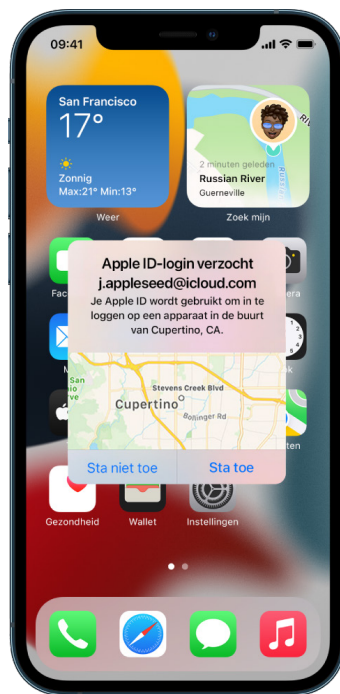 09:41
San Francisco
17°
Zonnig
Max:21° Min:13°
Weer
2 minuten geleden
Russian River
Guerneville
Zoek mijn
Apple ID-login verzocht
j.appleseed@icloud.com
Je Apple ID wordt gebruikt om in te
loggen op een apparaat in de buurt
van Cupertino, CA.
San
Stevens Creek Blvd
Cupertino
Bollinger Rd
Sta niet toe
Sta toe
Gezondheid
Wallet
Instellingen